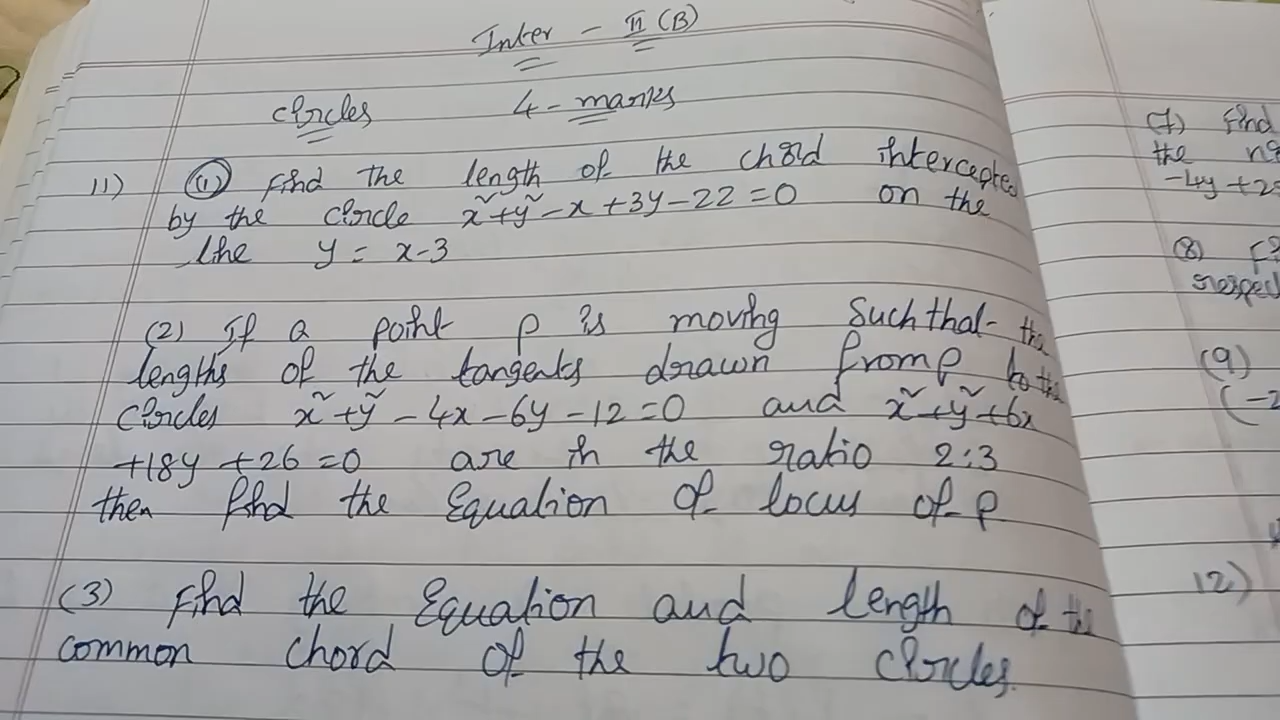 Inter - II (B)
Circles 4 - marks
11) (1) Find the length of the chord intercepted
by the circle x²+y²-x+3y-22=0 on the
line y = x-3
(2) If a point P is moving Such that the
lengths of the tangents drawn from P to the
circles x²+y²-4x-6y-12=0 and x²+y²+6x
+18y+26=0 are in the ratio 2:3
then find the Equation of locus of P
(3) Find the Equation and length of the
common chord of the two circles.
(7) Find
the
-4y+2
(8)
respec
(9)
(-2
12)